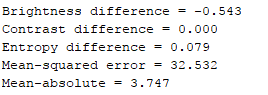 Brightness difference = -0.543
Contrast difference = 0.000
Entropy difference = 0.079
Mean-squared error = 32.532
Mean-absolute = 3.747